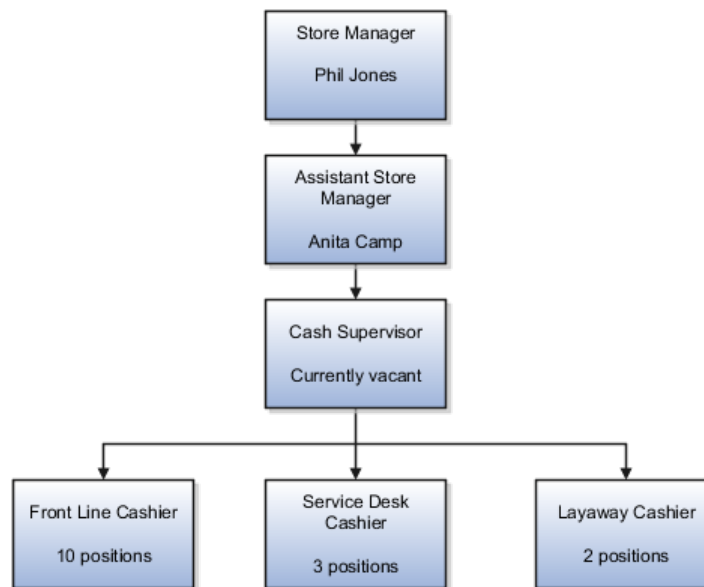 Store Manager
Phil Jones
Assistant Store
Manager
Anita Camp
Cash Supervisor
Currently vacant
Front Line Cashier
10 positions
Service Desk
Cashier
3 positions
Layaway Cashier
2 positions